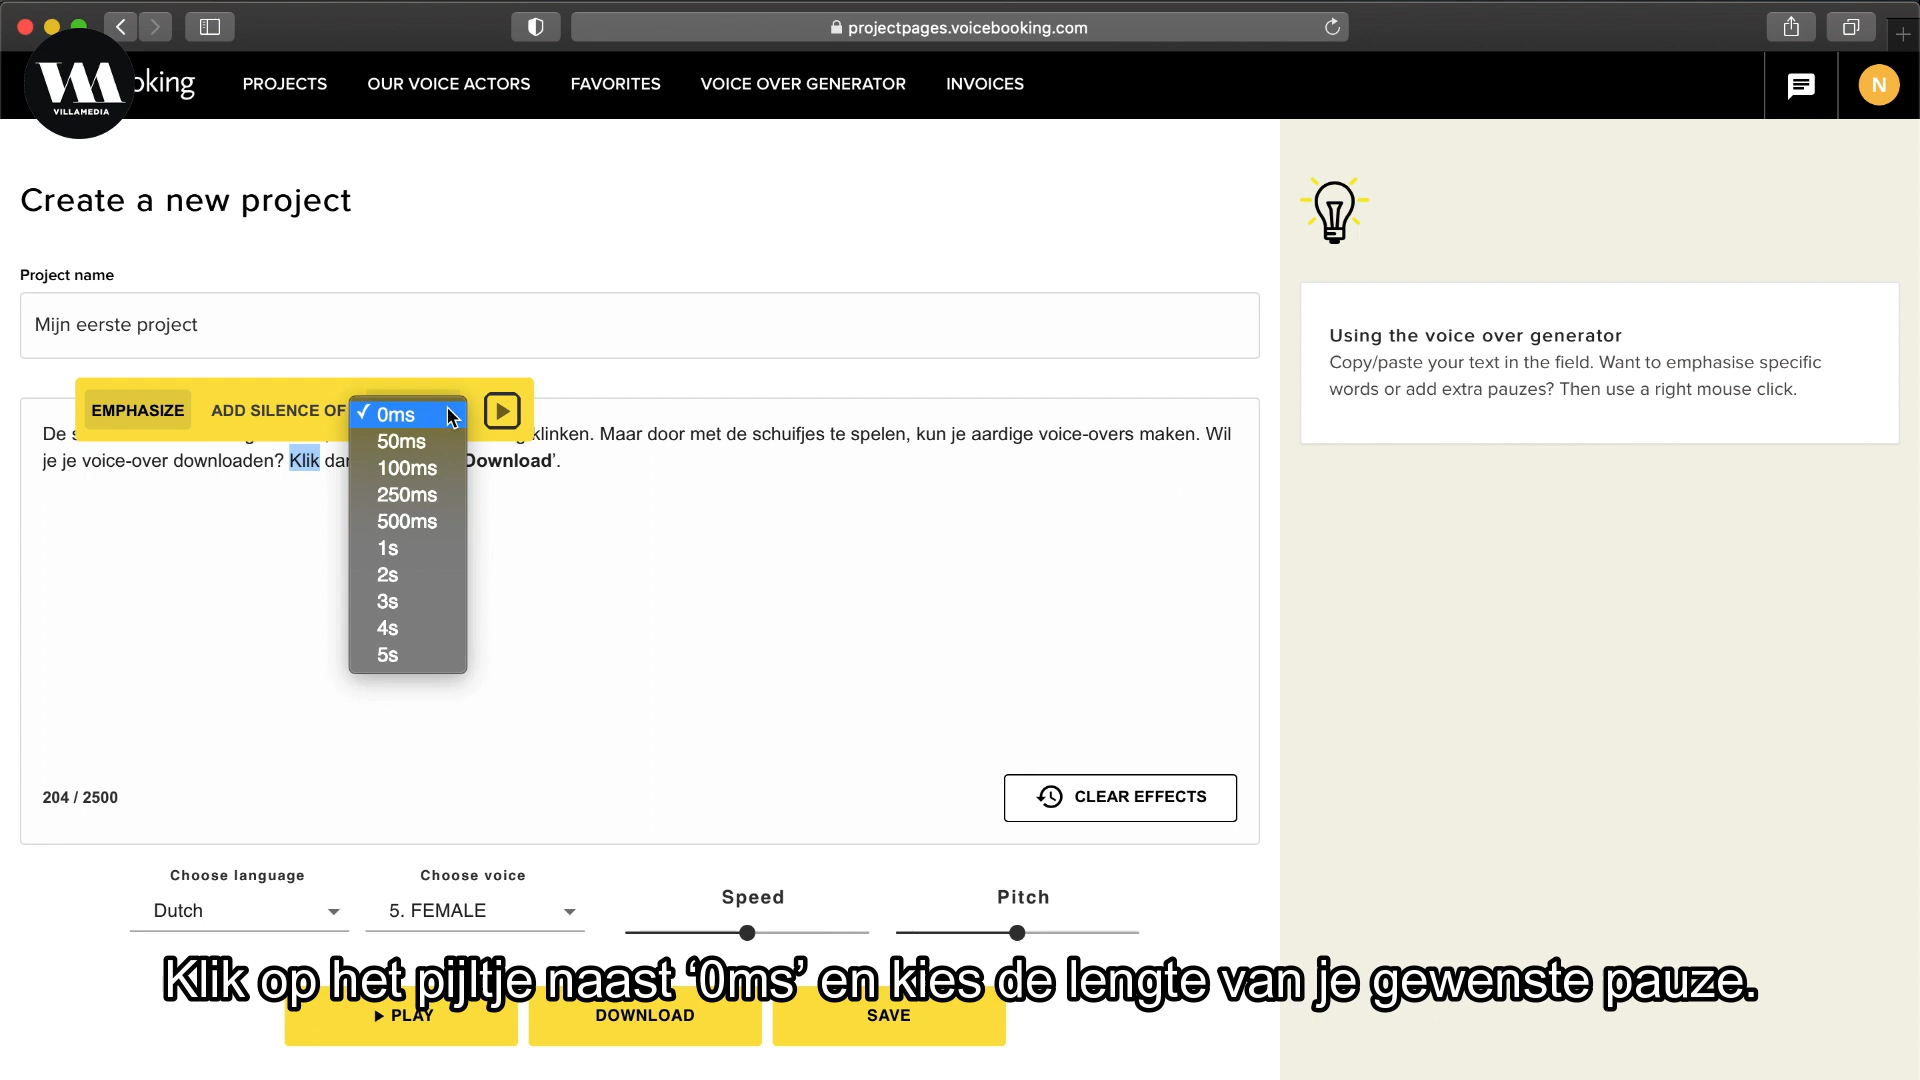 projectpages.voicebooking.com
VM
VILLAMEDIA
oking
PROJECTS
OUR VOICE ACTORS
FAVORITES
VOICE OVER GENERATOR
INVOICES
N
Create a new project
Project name
Mijn eerste project
EMPHASIZE
ADD SILENCE OF
✓ 0ms
50ms
100ms
250ms
500ms
1s
2s
3s
4s
5s
De klinken. Maar door met de schuifjes te spelen, kun je aardige voice-overs maken. Wil
je je voice-over downloaden? Klik Download’.
204 / 2500
CLEAR EFFECTS
Choose language
Dutch
Choose voice
5. FEMALE
Speed
Pitch
Klik op het pijltje naast ‘0ms’ en kies de lengte van je gewenste pauze.
PLAY
DOWNLOAD
SAVE
Using the voice over generator
Copy/paste your text in the field. Want to emphasise specific
words or add extra pauzes? Then use a right mouse click.